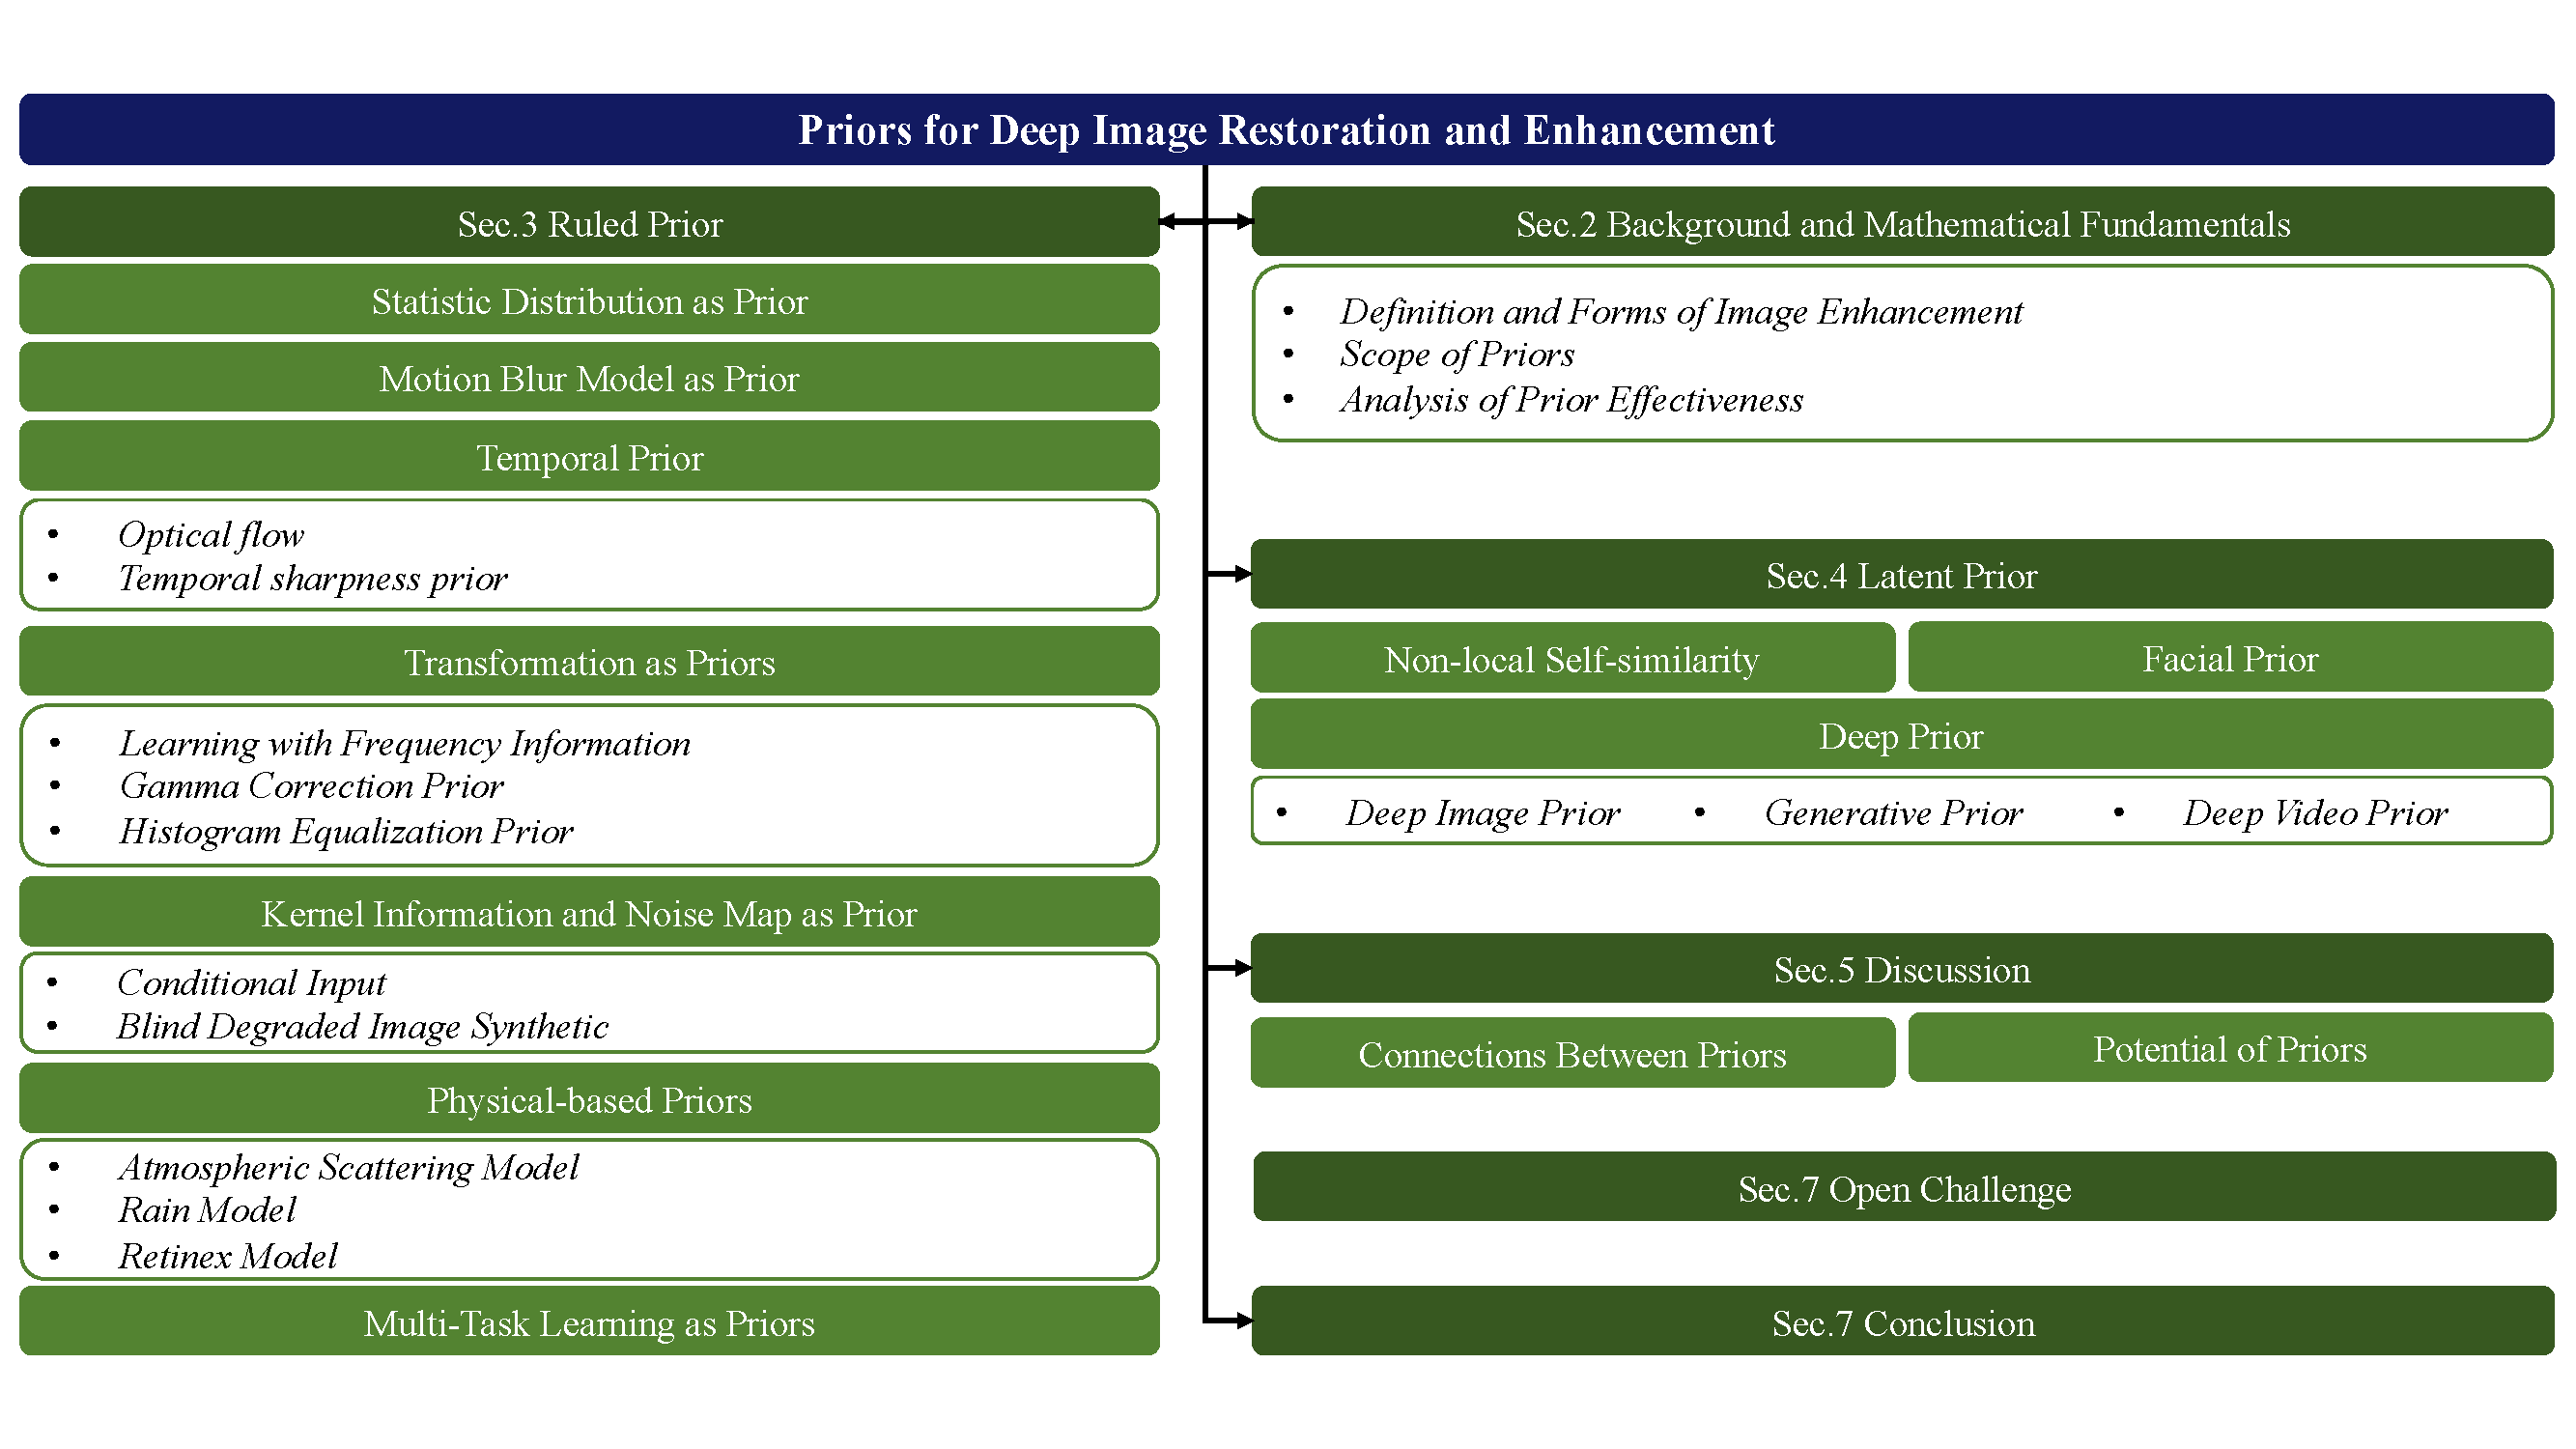 Priors for Deep Image Restoration and Enhancement
Sec.3 Ruled Prior
Statistic Distribution as Prior
Motion Blur Model as Prior
Temporal Prior
• Optical flow
• Temporal sharpness prior
Transformation as Priors
• Learning with Frequency Information
• Gamma Correction Prior
• Histogram Equalization Prior
Kernel Information and Noise Map as Prior
• Conditional Input
• Blind Degraded Image Synthetic
Physical-based Priors
• Atmospheric Scattering Model
• Rain Model
• Retinex Model
Multi-Task Learning as Priors
Sec.2 Background and Mathematical Fundamentals
• Definition and Forms of Image Enhancement
• Scope of Priors
• Analysis of Prior Effectiveness
Sec.4 Latent Prior
Non-local Self-similarity
Facial Prior
Deep Prior
• Deep Image Prior • Generative Prior • Deep Video Prior
Sec.5 Discussion
Connections Between Priors
Potential of Priors
Sec.7 Open Challenge
Sec.7 Conclusion